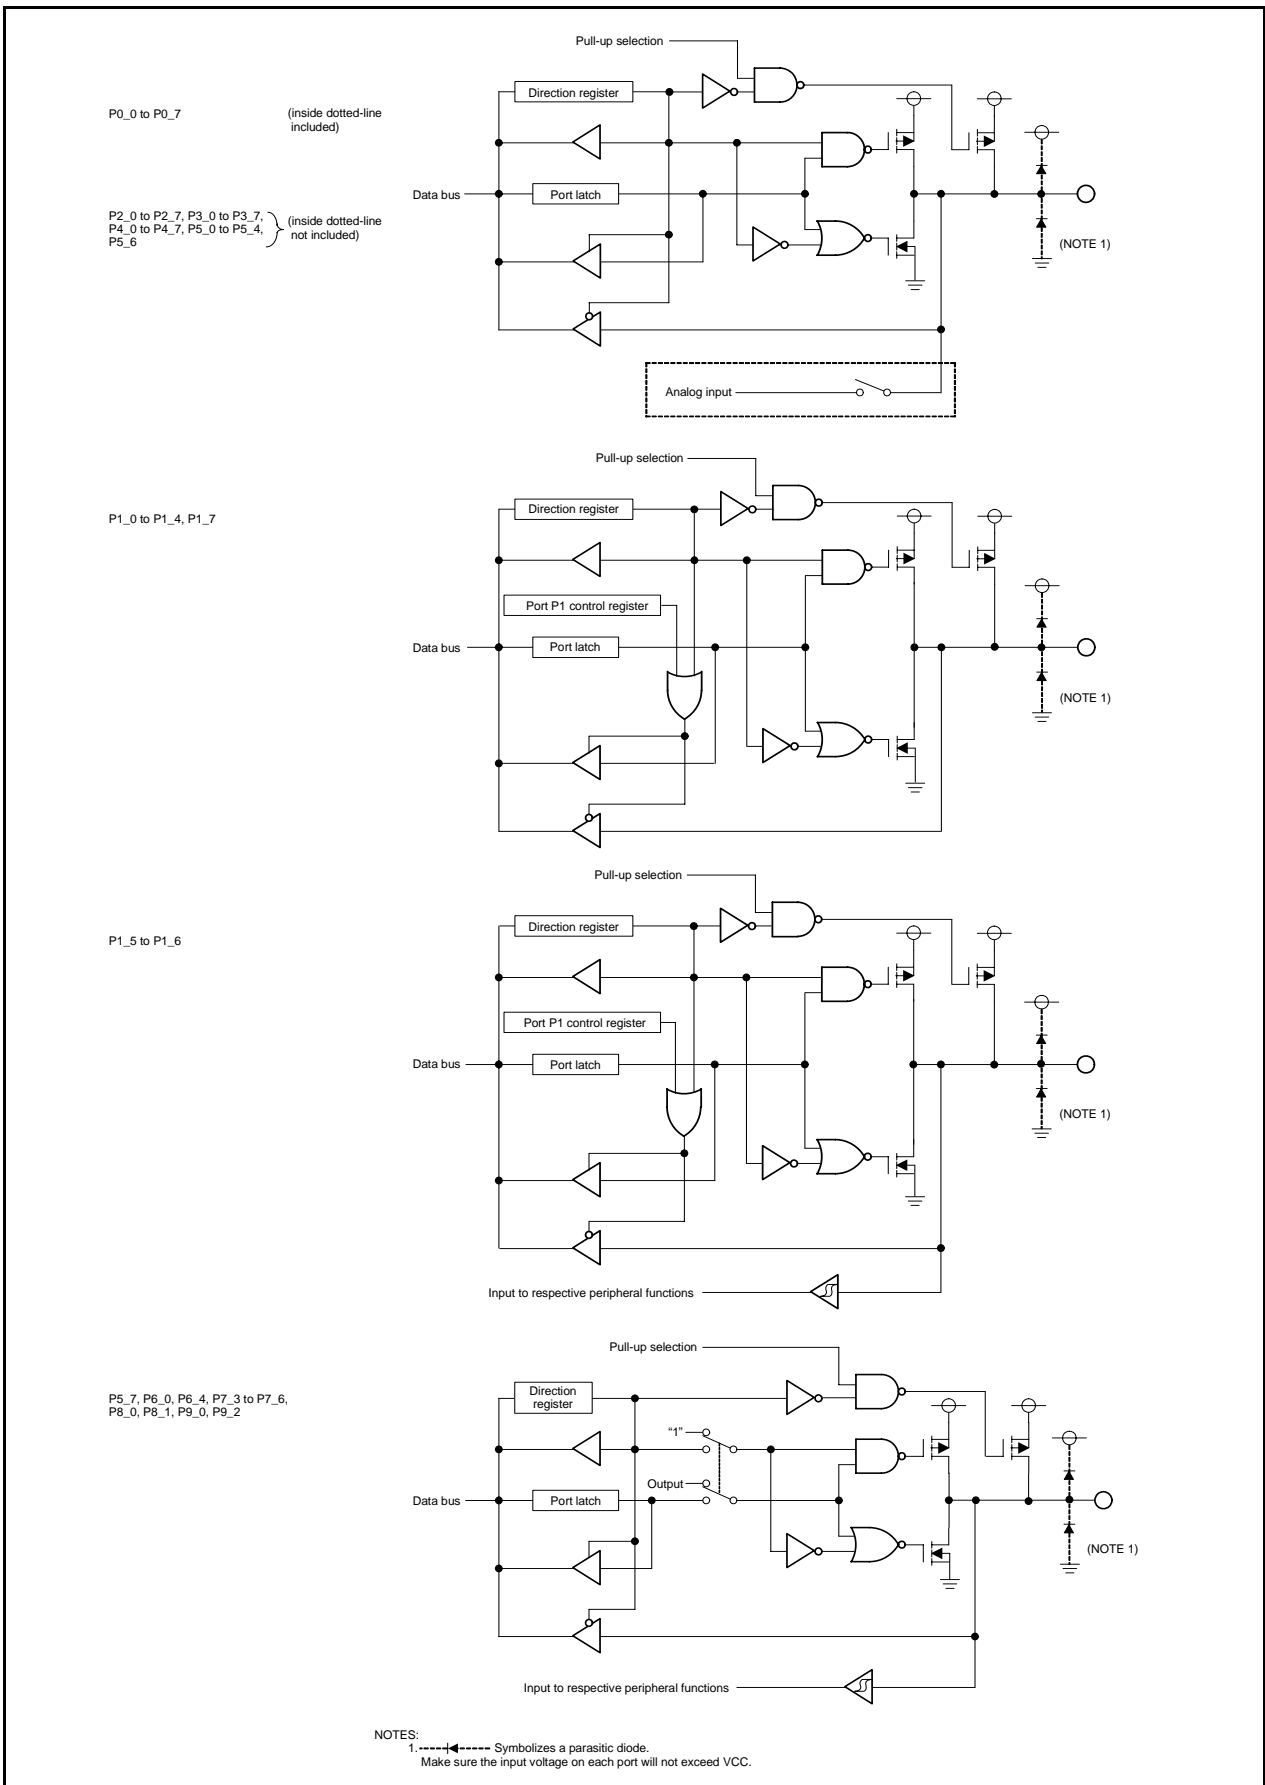 Pull-up selection
Direction register
P0_0 to P0_7
(inside dotted-line
included)
Data bus
Port latch
P2_0 to P2_7, P3_0 to P3_7,
P4_0 to P4_7, P5_0 to P5_4,
P5_6
(inside dotted-line
not included)
(NOTE 1)
Analog input
Pull-up selection
Direction register
P1_0 to P1_4, P1_7
Port P1 control register
Data bus
Port latch
(NOTE 1)
Pull-up selection
Direction register
P1_5 to P1_6
Port P1 control register
Data bus
Port latch
(NOTE 1)
Input to respective peripheral functions
Pull-up selection
Direction
register
P5_7, P6_0, P6_4, P7_3 to P7_6,
P8_0, P8_1, P9_0, P9_2
“1”
Output
Data bus
Port latch
(NOTE 1)
Input to respective peripheral functions
NOTES:
1. Symbolizes a parasitic diode.
Make sure the input voltage on each port will not exceed VCC.